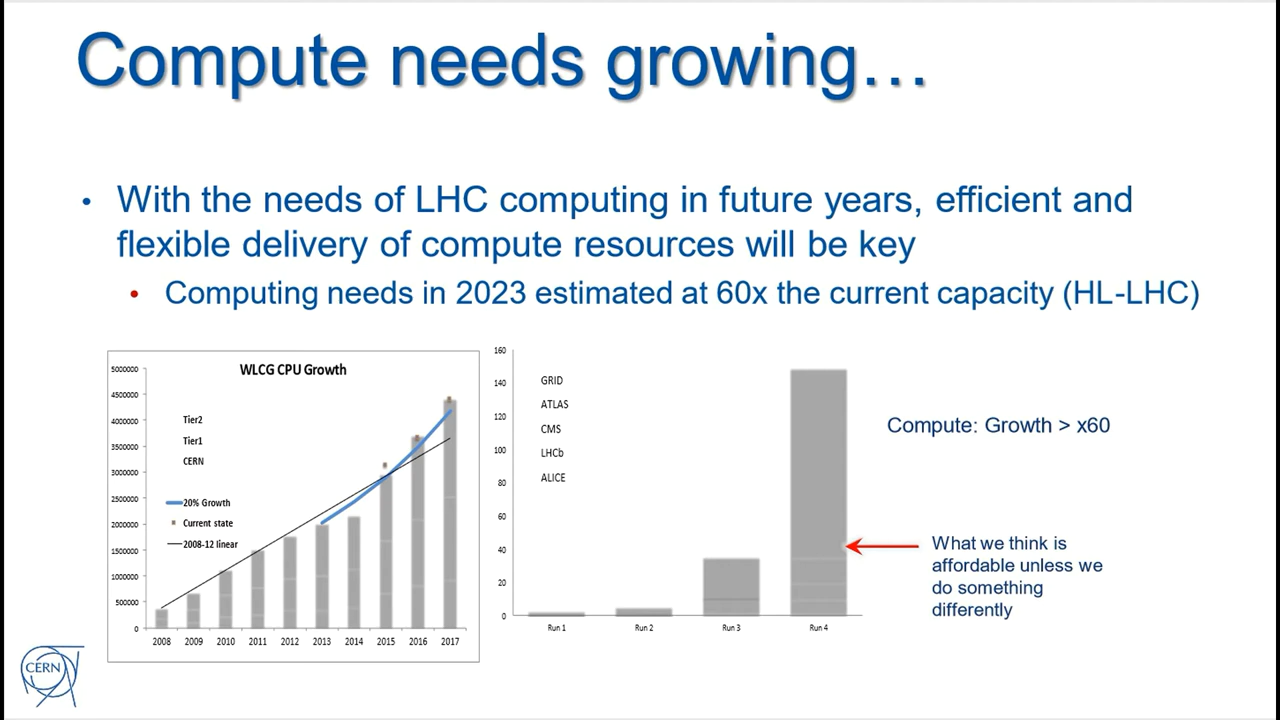 Compute needs growing…
• With the needs of LHC computing in future years, efficient and
flexible delivery of compute resources will be key
• Computing needs in 2023 estimated at 60x the current capacity (HL-LHC)
WLCG CPU Growth
5000000
4500000
4000000
3500000
3000000
2500000
2000000
1500000
1000000
500000
0
Tier2
Tier1
CERN
20% Growth
Current state
2008-12 linear
2008 2009 2010 2011 2012 2013 2014 2015 2016 2017
160
140
120
100
80
60
40
20
0
GRID
ATLAS
CMS
LHCb
ALICE
Run 1 Run 2 Run 3 Run 4
Compute: Growth > x60
What we think is
affordable unless we
do something
differently
CERN